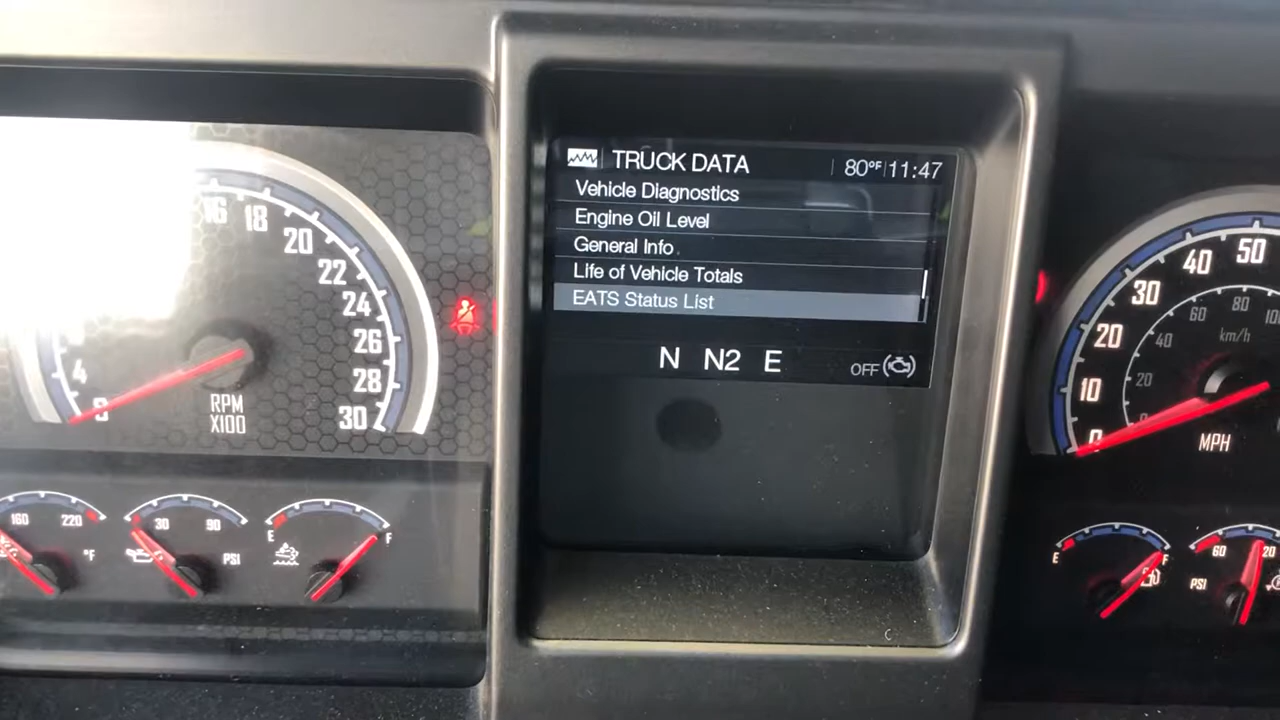 TRUCK DATA 80°F 11:47
Vehicle Diagnostics
Engine Oil Level
General Info
Life of Vehicle Totals
EATS Status List
N N2 E OFF
4
16
18
20
22
24
26
28
30
RPM
X100
160 220
°F
30 90
PSI
E F
0
10
20
30
40
50
20
40
60
80
km/h
MPH
E F
60
PSI